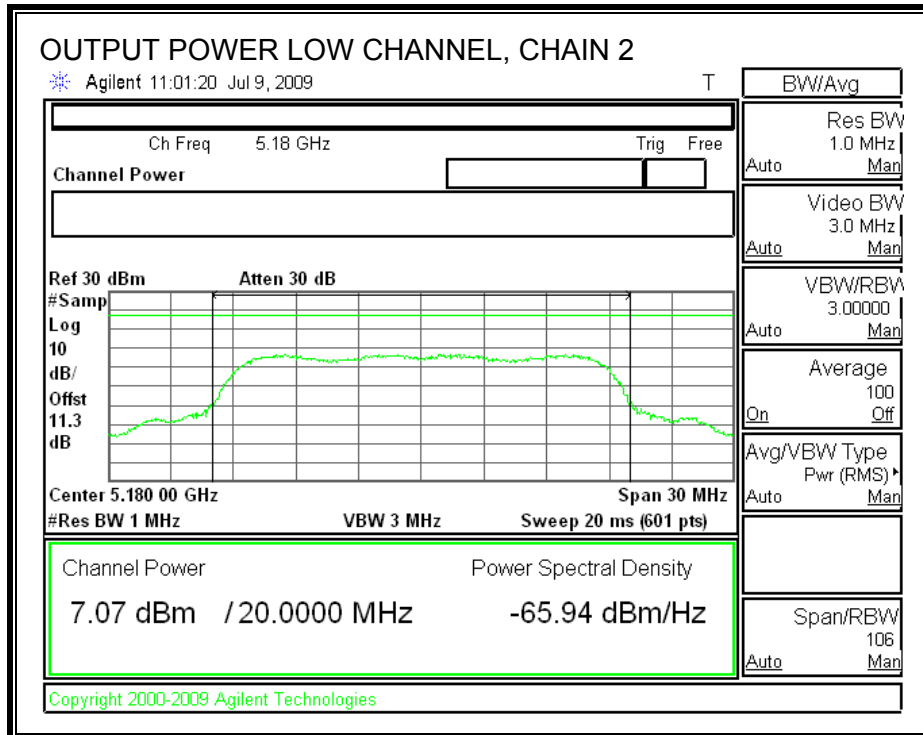 OUTPUT POWER LOW CHANNEL, CHAIN 2
Agilent 11:01:20 Jul 9, 2009
T
Ch Freq 5.18 GHz
Trig Free
Channel Power
Ref 30 dBm
Atten 30 dB
#Samp
Log
10
dB/
Offst
11.3
dB
Center 5.180 00 GHz
Span 30 MHz
#Res BW 1 MHz
VBW 3 MHz
Sweep 20 ms (601 pts)
Channel Power
Power Spectral Density
7.07 dBm / 20.0000 MHz
-65.94 dBm/Hz
Copyright 2000-2009 Agilent Technologies
BW/Avg
Res BW
1.0 MHz
Auto Man
Video BW
3.0 MHz
Auto Man
VBW/RBW
3.00000
Auto Man
Average
100
On Off
Avg/VBW Type
Pwr (RMS)
Auto Man
Span/RBW
106
Auto Man